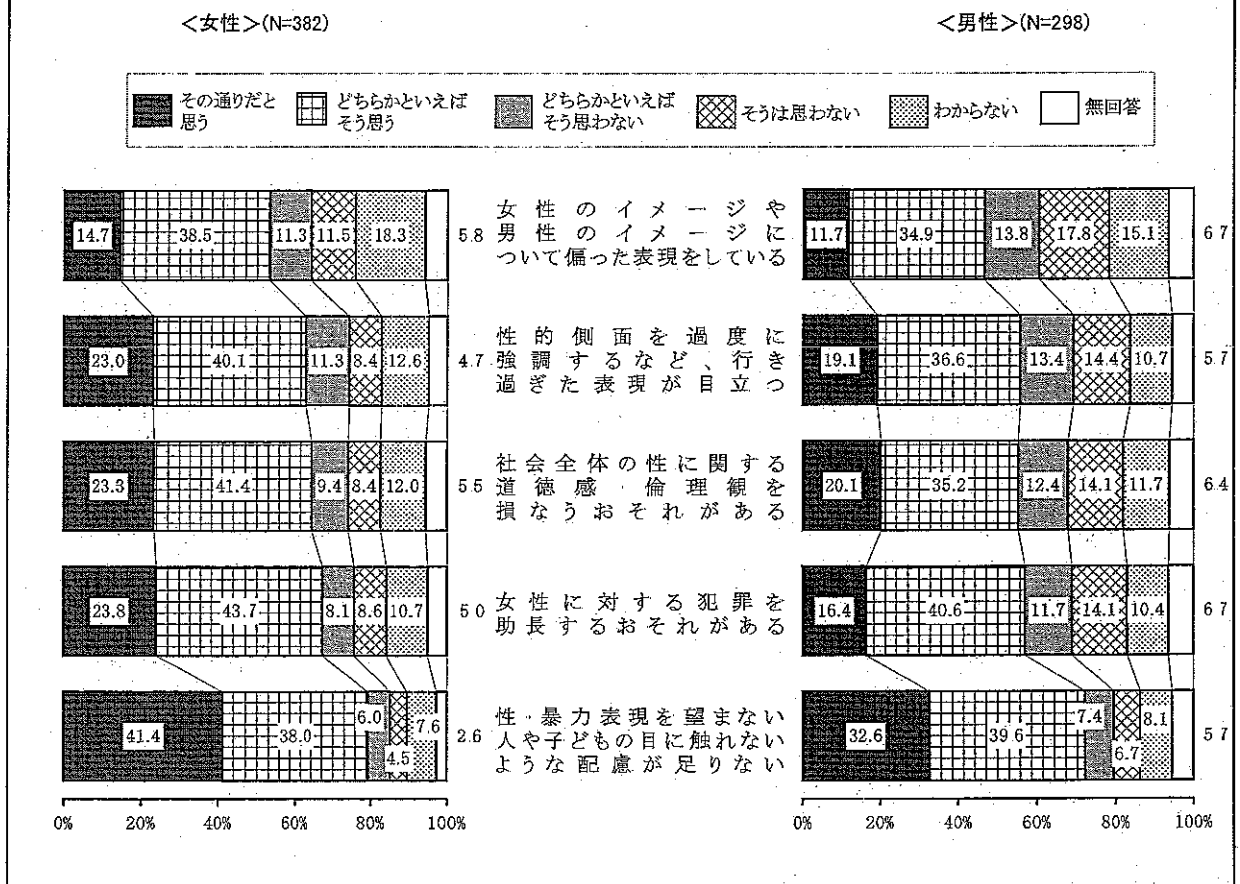 ＜女性＞(N=382)
＜男性＞(N=298)
その通りだと
思う
どちらかといえば
そう思う
どちらかといえば
そう思わない
そうは思わない
わからない
無回答
14.7 38.5 11.3 11.5 18.3 5.8
女性のイメージや
男性のイメージに
ついて偏った表現をしている
11.7 34.9 13.8 17.8 15.1 6 7
23.0 40.1 11.3 8.4 12.6 4.7
性的側面を過度に
強調するなど、行き
過ぎた表現が目立つ
19.1 36.6 13.4 14.4 10.7 5.7
23.3 41.4 9.4 8.4 12.0 5.5
社会全体の性に関する
道徳感・倫理観を
損なうおそれがある
20.1 35.2 12.4 14.1 11.7 6.4
23.8 43.7 8.1 8.6 10.7 5 0
女性に対する犯罪を
助長するおそれがある
16.4 40.6 11.7 14.1 10.4 6 7
41.4 38.0 6.0 4.5 7.6 2.6
性・暴力表現を望まない
人や子どもの目に触れない
ような配慮が足りない
32.6 39.6 7.4 6.7 8.1 5 7
0% 20% 40% 60% 80% 100%
0% 20% 40% 60% 80% 100%